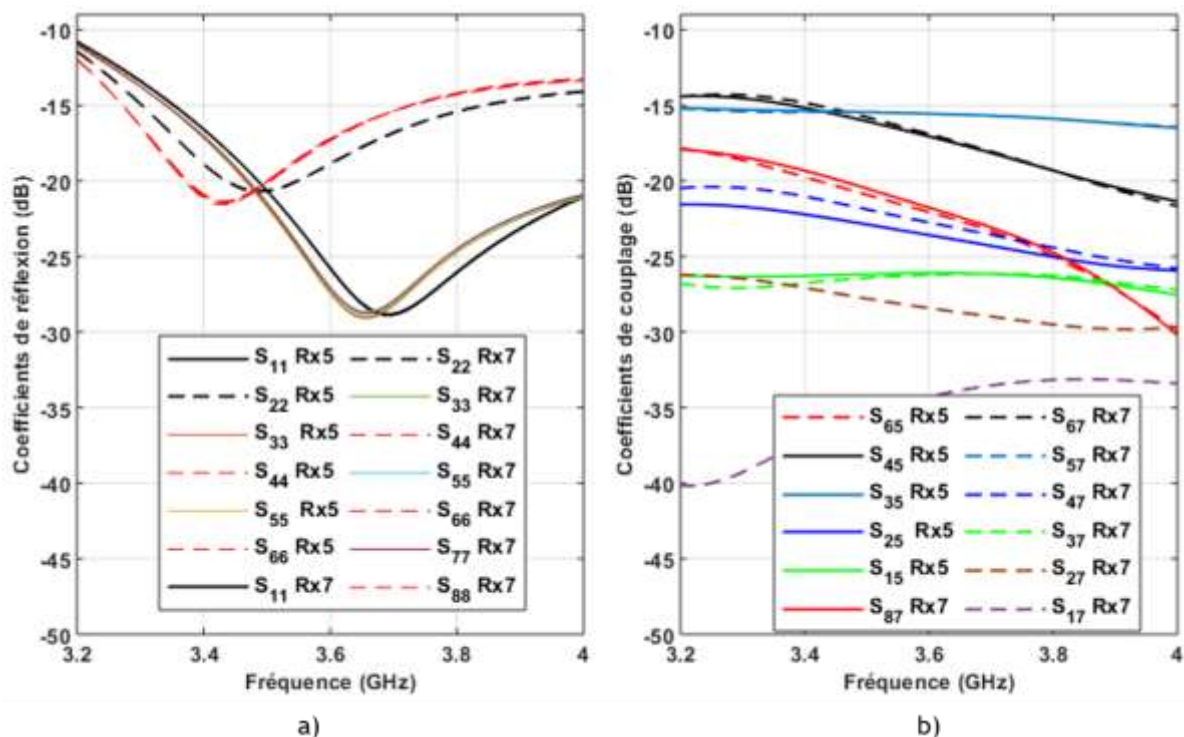 Coefficients de réflexion (dB)
-10
-15
-20
-25
-30
-35
-40
-45
-50
3.2
3.4
3.6
3.8
4
Fréquence (GHz)
S11 Rx5
S22 Rx5
S33 Rx5
S44 Rx5
S55 Rx5
S66 Rx5
S11 Rx7
S22 Rx7
S33 Rx7
S44 Rx7
S55 Rx7
S66 Rx7
S77 Rx7
S88 Rx7
a)
Coefficients de couplage (dB)
-10
-15
-20
-25
-30
-35
-40
-45
-50
3.2
3.4
3.6
3.8
4
Fréquence (GHz)
S65 Rx5
S45 Rx5
S35 Rx5
S25 Rx5
S15 Rx5
S87 Rx7
S67 Rx7
S57 Rx7
S47 Rx7
S37 Rx7
S27 Rx7
S17 Rx7
b)